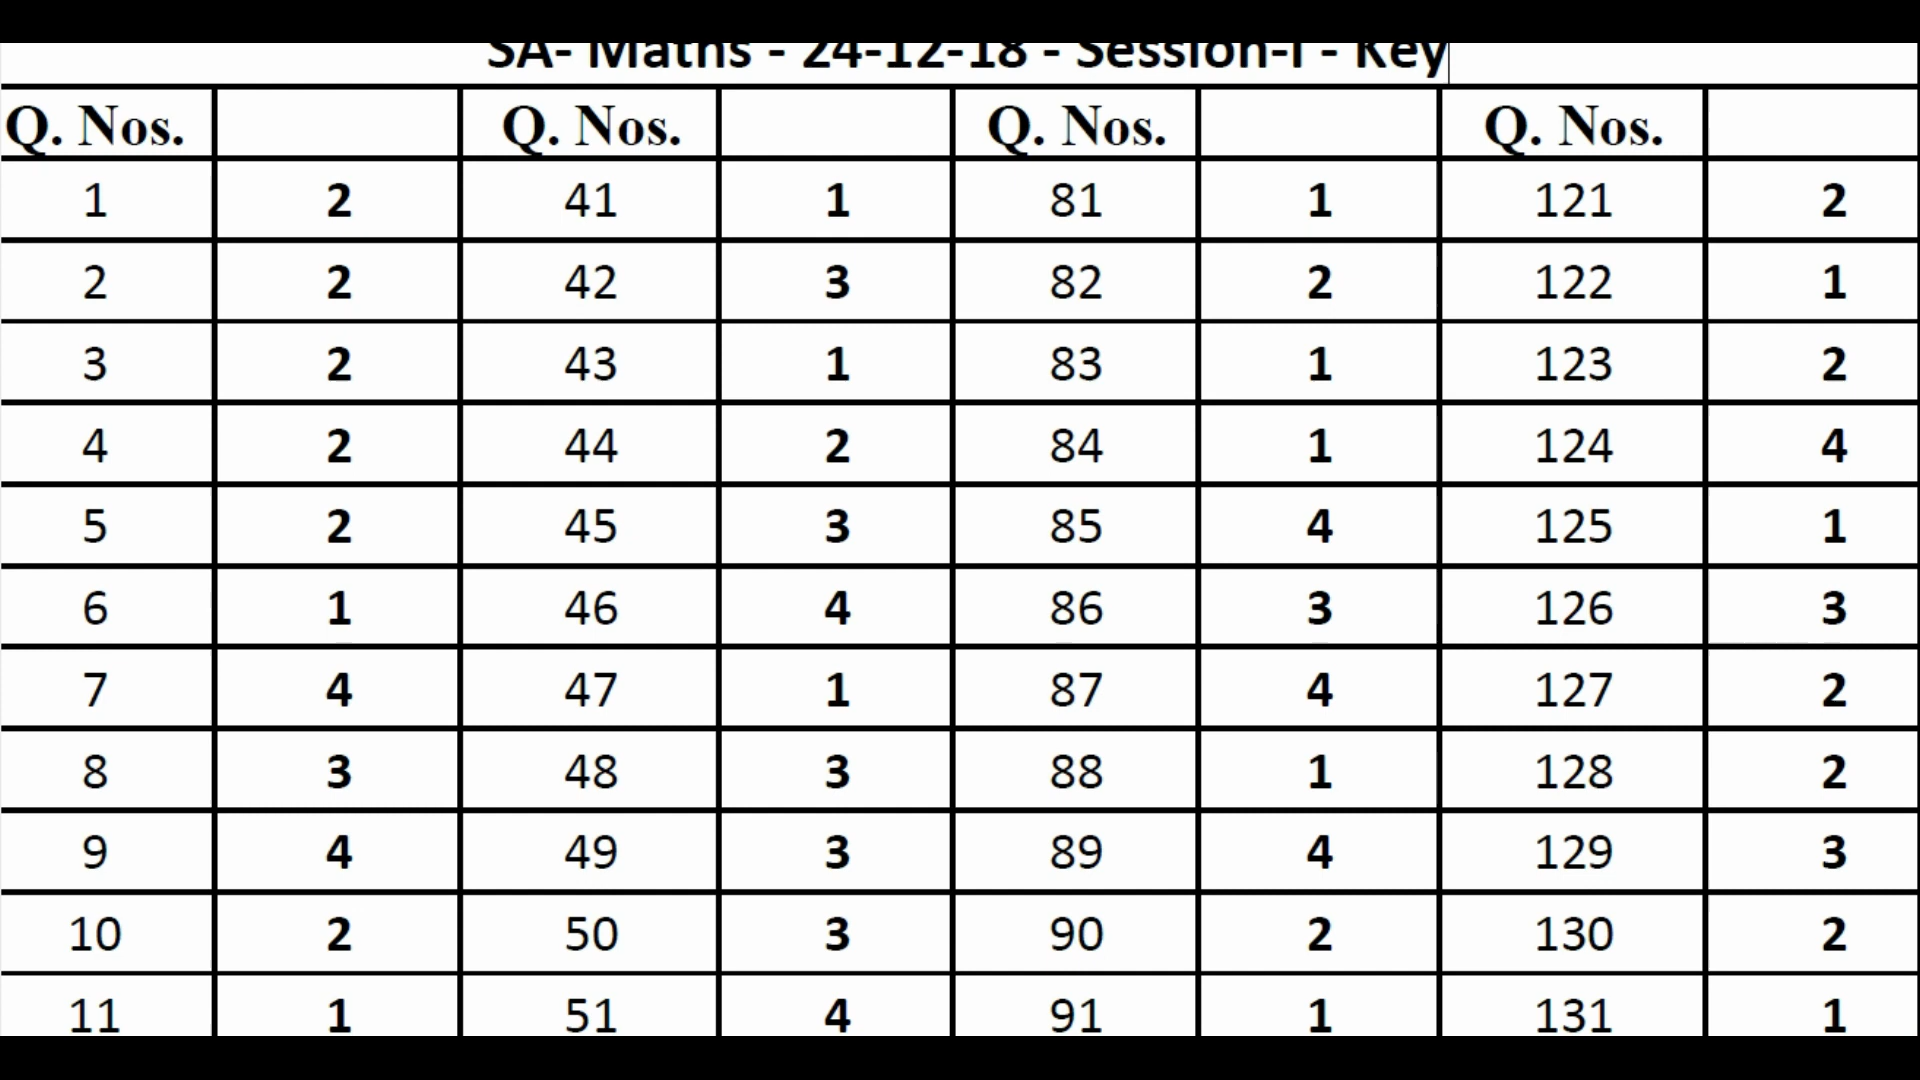 SA- Maths - 24-12-18 - Session-I - Key
Q. Nos. Q. Nos. Q. Nos. Q. Nos.
1 2 41 1 81 1 121 2
2 2 42 3 82 2 122 1
3 2 43 1 83 1 123 2
4 2 44 2 84 1 124 4
5 2 45 3 85 4 125 1
6 1 46 4 86 3 126 3
7 4 47 1 87 4 127 2
8 3 48 3 88 1 128 2
9 4 49 3 89 4 129 3
10 2 50 3 90 2 130 2
11 1 51 4 91 1 131 1